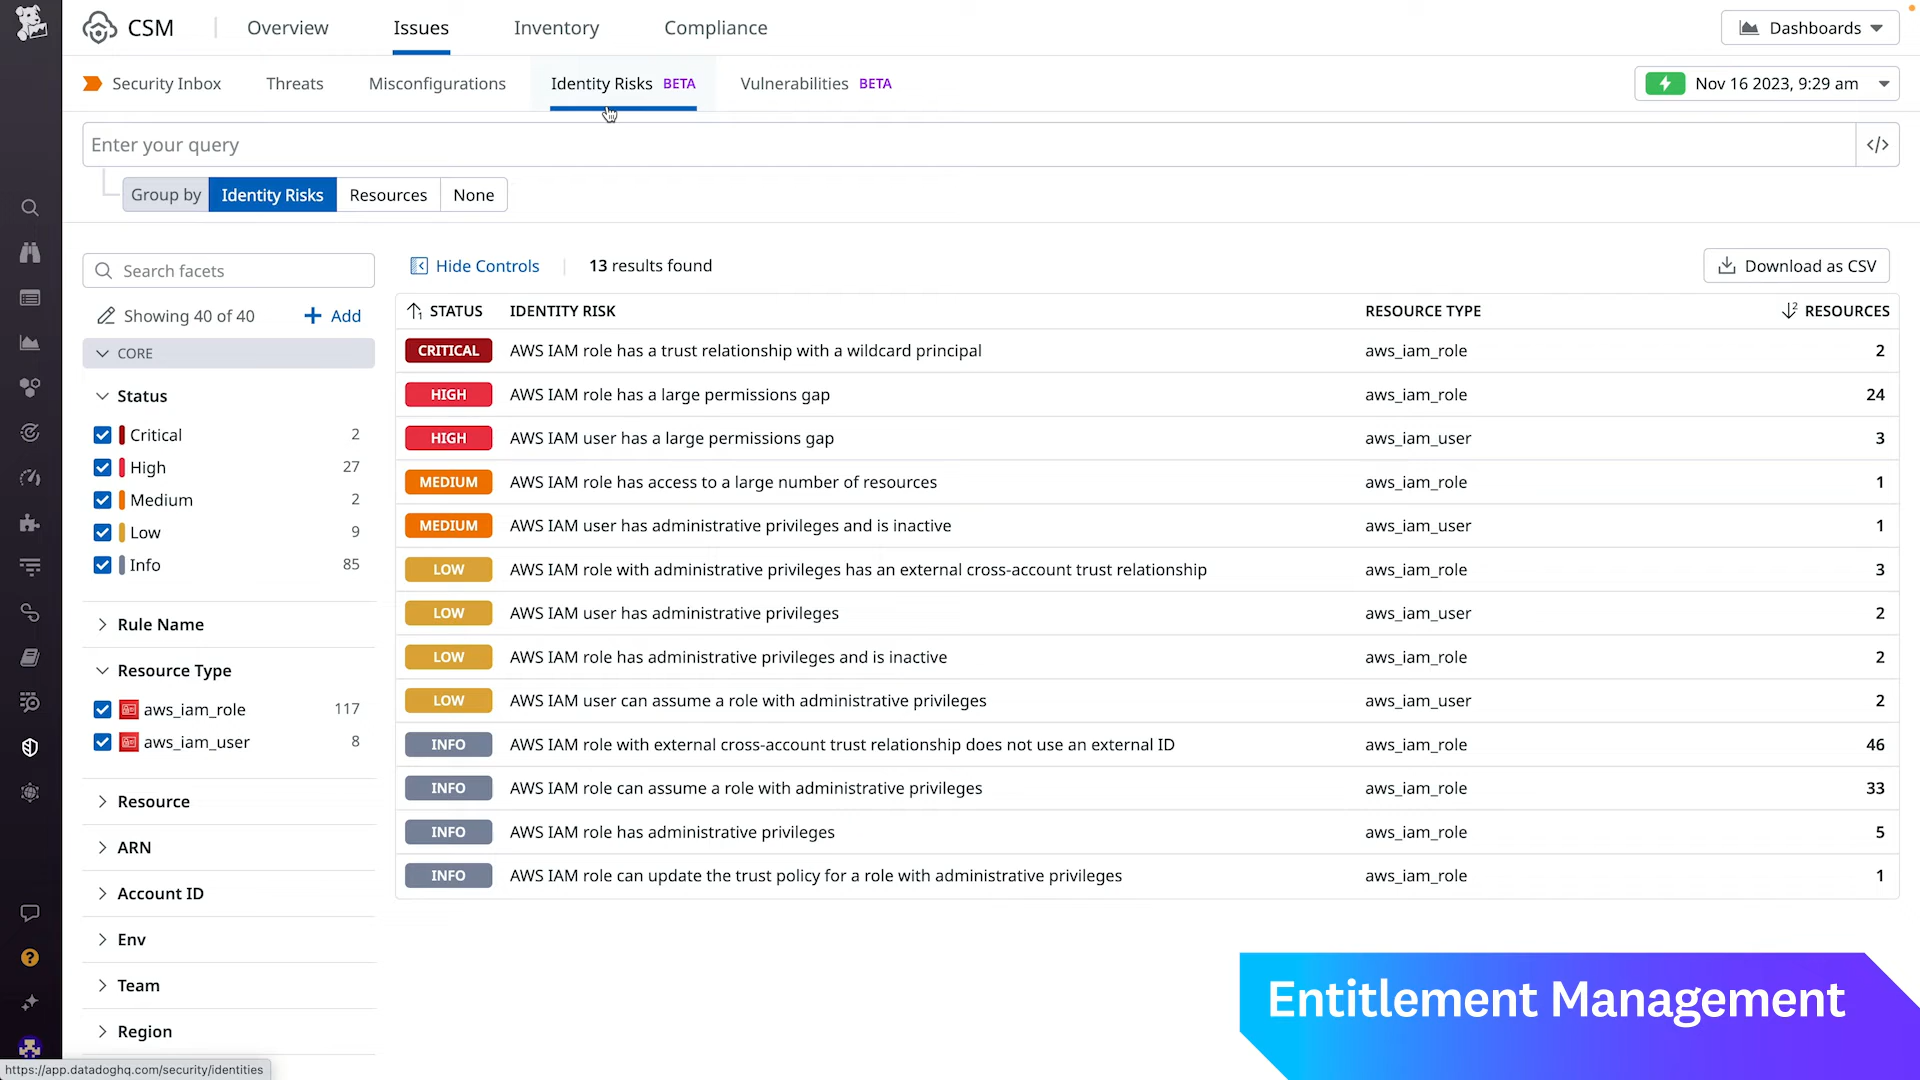 CSM
Overview
Issues
Inventory
Compliance
Dashboards
Security Inbox
Threats
Misconfigurations
Identity Risks BETA
Vulnerabilities BETA
Nov 16 2023, 9:29 am
Enter your query
</>
Group by
Identity Risks
Resources
None
Search facets
Hide Controls
13 results found
Download as CSV
Showing 40 of 40
+ Add
CORE
Status
Critical 2
High 27
Medium 2
Low 9
Info 85
Rule Name
Resource Type
aws_iam_role 117
aws_iam_user 8
Resource
ARN
Account ID
Env
Team
Region
STATUS IDENTITY RISK RESOURCE TYPE RESOURCES
CRITICAL AWS IAM role has a trust relationship with a wildcard principal aws_iam_role 2
HIGH AWS IAM role has a large permissions gap aws_iam_role 24
HIGH AWS IAM user has a large permissions gap aws_iam_user 3
MEDIUM AWS IAM role has access to a large number of resources aws_iam_role 1
MEDIUM AWS IAM user has administrative privileges and is inactive aws_iam_user 1
LOW AWS IAM role with administrative privileges has an external cross-account trust relationship aws_iam_role 3
LOW AWS IAM user has administrative privileges aws_iam_user 2
LOW AWS IAM role has administrative privileges and is inactive aws_iam_role 2
LOW AWS IAM user can assume a role with administrative privileges aws_iam_user 2
INFO AWS IAM role with external cross-account trust relationship does not use an external ID aws_iam_role 46
INFO AWS IAM role can assume a role with administrative privileges aws_iam_role 33
INFO AWS IAM role has administrative privileges aws_iam_role 5
INFO AWS IAM role can update the trust policy for a role with administrative privileges aws_iam_role 1
Entitlement Management
https://app.datadoghq.com/security/identities